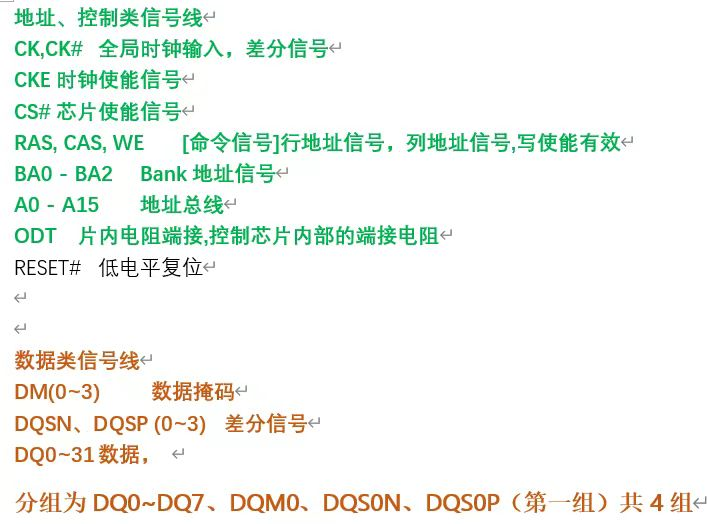 地址、控制类信号线
CK,CK# 全局时钟输入，差分信号
CKE 时钟使能信号
CS# 芯片使能信号
RAS, CAS, WE [命令信号]行地址信号，列地址信号,写使能有效
BA0 - BA2 Bank 地址信号
A0 - A15 地址总线
ODT 片内电阻端接,控制芯片内部的端接电阻
RESET# 低电平复位
数据类信号线
DM(0~3) 数据掩码
DQSN、DQSP (0~3) 差分信号
DQ0~31 数据，
分组为 DQ0~DQ7、DQM0、DQS0N、DQS0P（第一组）共 4 组